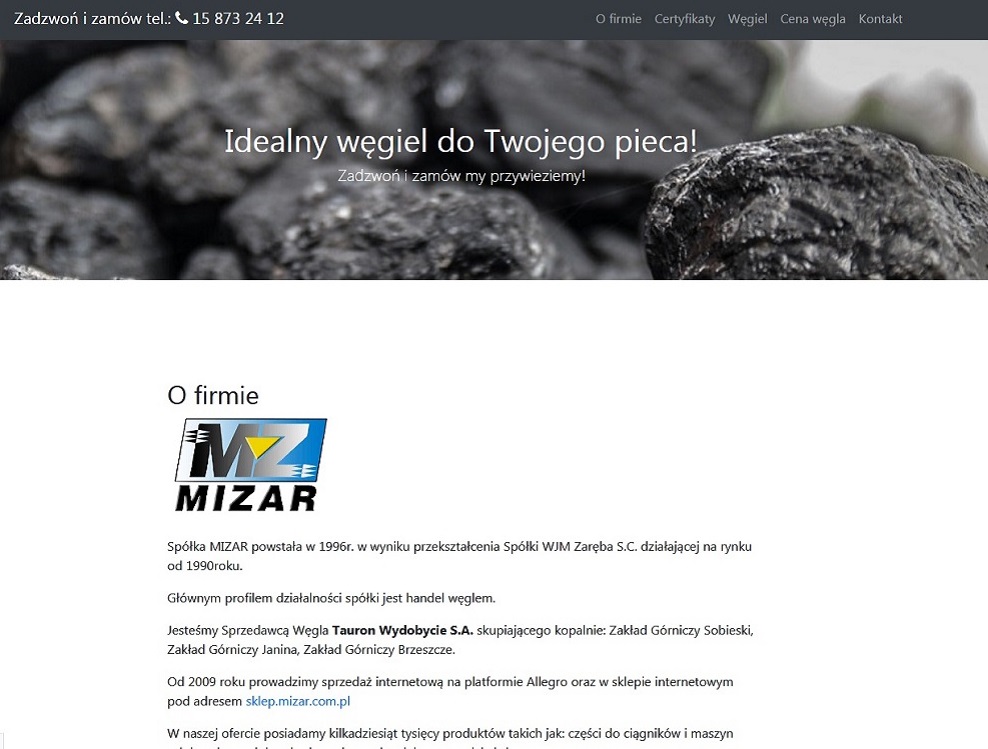 Zadzwoń i zamów tel.: 15 873 24 12
O firmie Certyfikaty Węgiel Cena węgla Kontakt
Idealny węgiel do Twojego pieca!
Zadzwoń i zamów my przywieziemy!
O firmie
MZ
MIZAR
Spółka MIZAR powstała w 1996r. w wyniku przekształcenia Spółki WJM Zaręba S.C. działającej na rynku
od 1990roku.
Głównym profilem działalności spółki jest handel węglem.
Jesteśmy Sprzedawcą Węgla Tauron Wydobycie S.A. skupiającego kopalnie: Zakład Górniczy Sobieski,
Zakład Górniczy Janina, Zakład Górniczy Brzeszcze.
Od 2009 roku prowadzimy sprzedaż internetową na platformie Allegro oraz w sklepie internetowym
pod adresem sklep.mizar.com.pl
W naszej ofercie posiadamy kilkadziesiąt tysięcy produktów takich jak: części do ciągników i maszyn